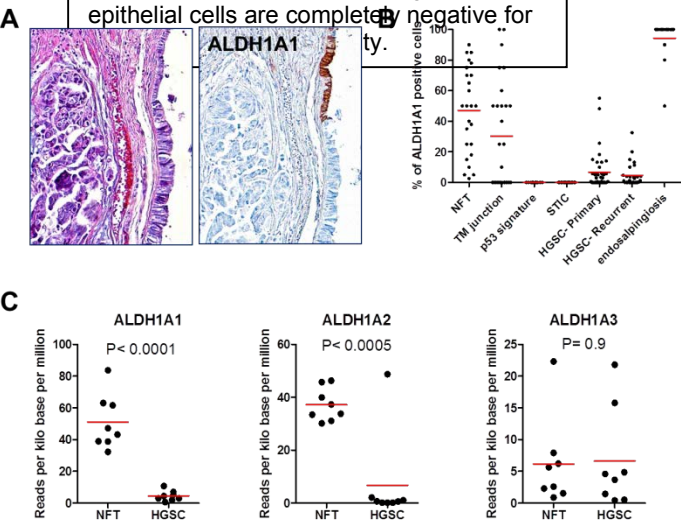 epithelial cells are completely negative for
ty.
A
ALDH1A1
B
% of ALDH1A1 positive cells
100
80
60
40
20
0
NFT
TM junction
p53 signature
STIC
HGSC- Primary
HGSC- Recurrent
endosalpingiosis
C
ALDH1A1
P< 0.0001
Reads per kilo base per million
100
80
60
40
20
0
NFT
HGSC
ALDH1A2
P< 0.0005
Reads per kilo base per million
60
40
20
0
NFT
HGSC
ALDH1A3
P= 0.9
Reads per kilo base per million
25
20
15
10
5
0
NFT
HGSC